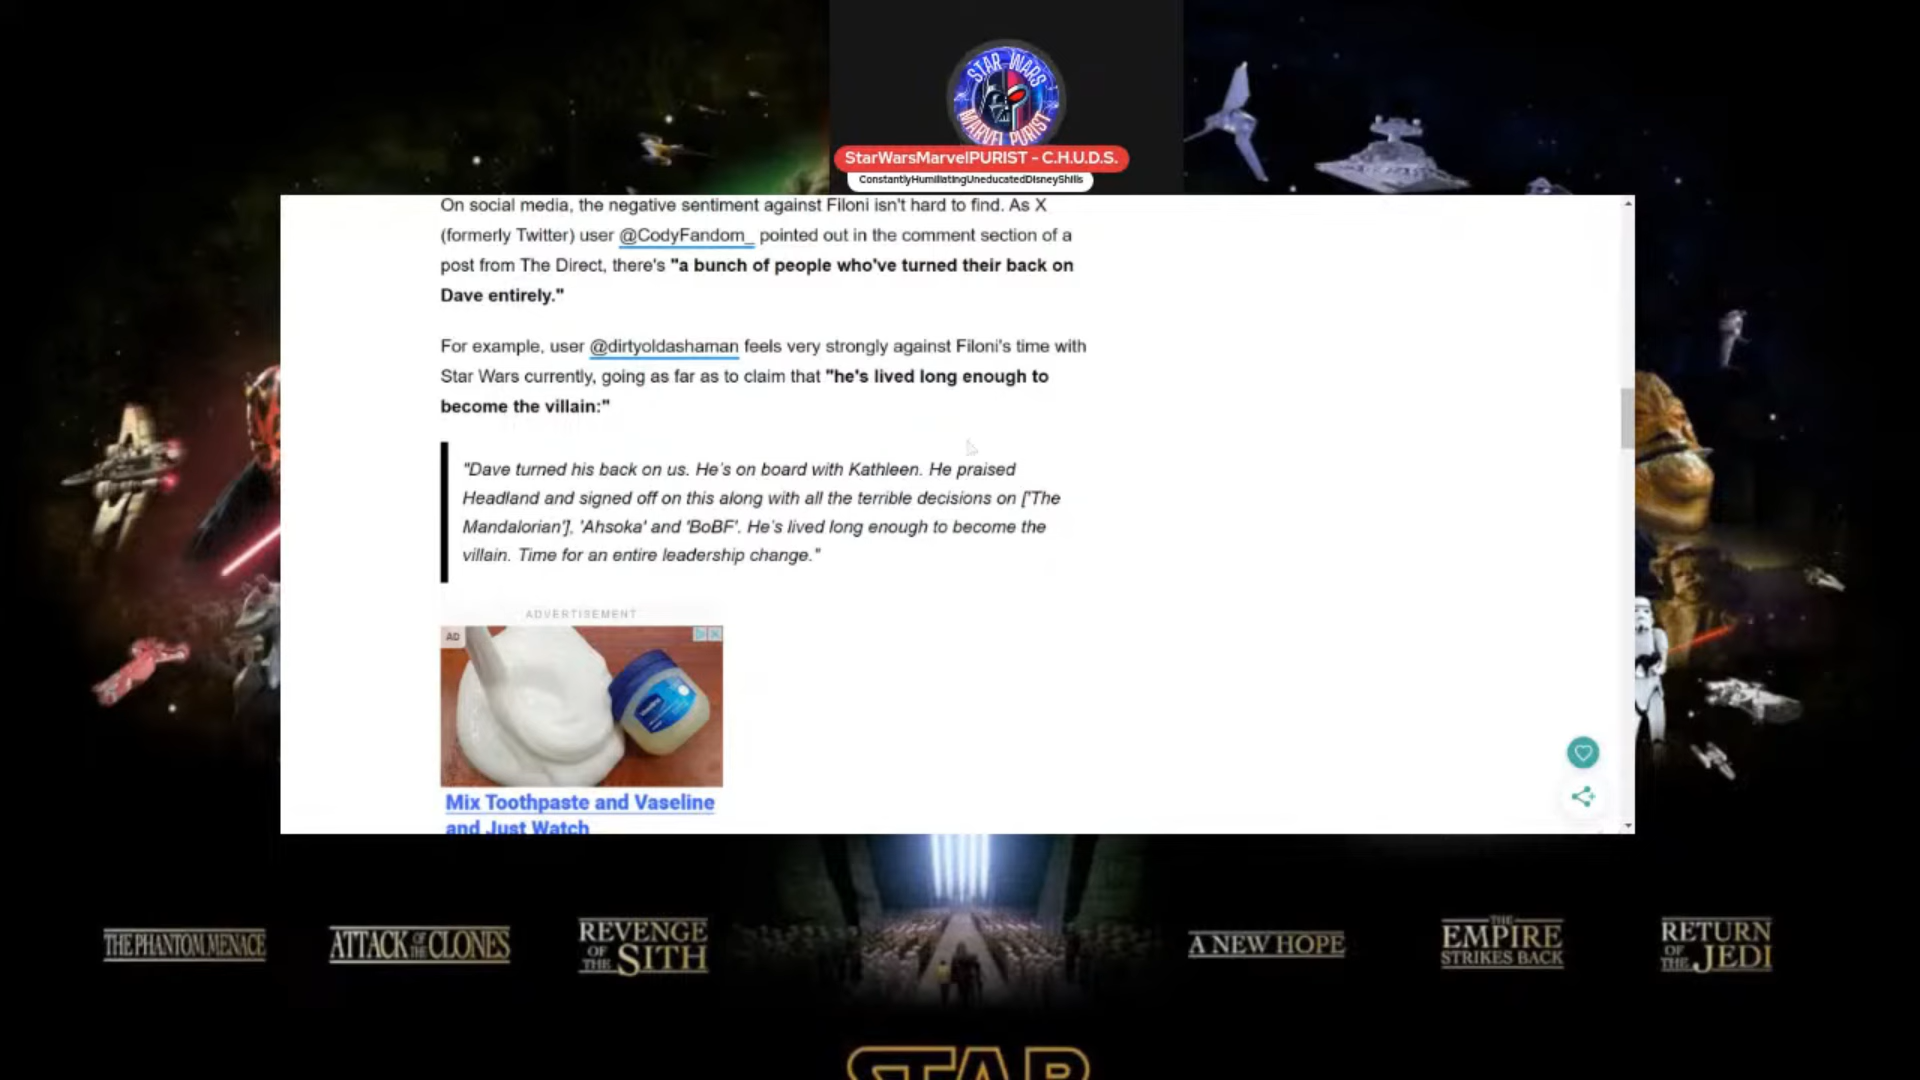 STAR WARS
MARVEL PURIST
StarWarsMarvelPURIST - C.H.U.D.S.
ConstantlyHumiliatingUneducatedDisneyShills
On social media, the negative sentiment against Filoni isn't hard to find. As X
(formerly Twitter) user @CodyFandom_ pointed out in the comment section of a
post from The Direct, there's "a bunch of people who've turned their back on
Dave entirely."
For example, user @dirtyoldashaman feels very strongly against Filoni's time with
Star Wars currently, going as far as to claim that "he's lived long enough to
become the villain:"
"Dave turned his back on us. He's on board with Kathleen. He praised
Headland and signed off on this along with all the terrible decisions on ['The
Mandalorian'], 'Ahsoka' and 'BoBF'. He's lived long enough to become the
villain. Time for an entire leadership change."
ADVERTISEMENT
AD
Vaseline
Mix Toothpaste and Vaseline
and Just Watch
THE PHANTOM MENACE
ATTACK OF THE CLONES
REVENGE
OF THE SITH
A NEW HOPE
THE
EMPIRE
STRIKES BACK
RETURN
OF THE JEDI
STAR